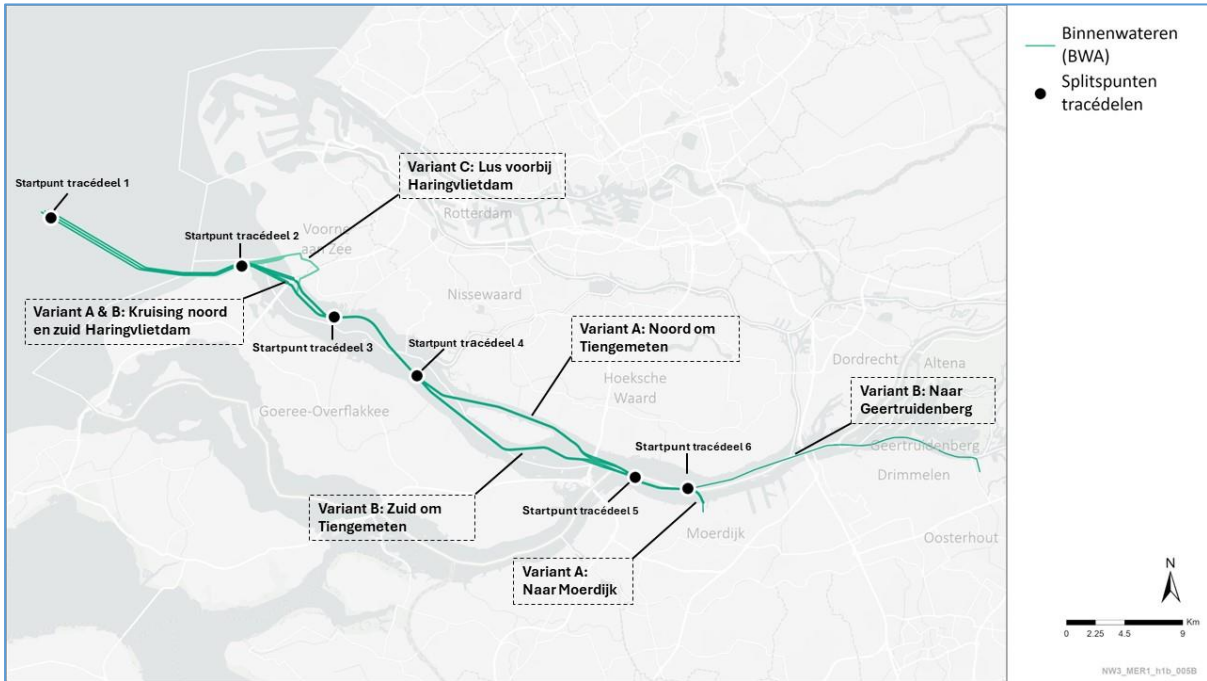 Startpunt tracédeel 1
Startpunt tracédeel 2
Variant C: Lus voorbij
Haringvlietdam
Rotterdam
Voorne
aan Zee
Variant A & B: Kruising noord
en zuid Haringvlietdam
Nissewaard
Startpunt tracédeel 3
Startpunt tracédeel 4
Variant A: Noord om
Tiengemeten
Hoeksche
Waard
Dordrecht
Altena
Variant B: Naar
Geertruidenberg
Goeree-Overflakkee
Startpunt tracédeel 6
Geertruidenberg
Drimmelen
Variant B: Zuid om
Tiengemeten
Startpunt tracédeel 5
Moerdijk
Oosterhout
Variant A:
Naar Moerdijk
Binnenwateren
(BWA)
Splitspunten
tracédelen
N
Km
0 2.25 4.5 9
NW3_MER1_h1b_005B